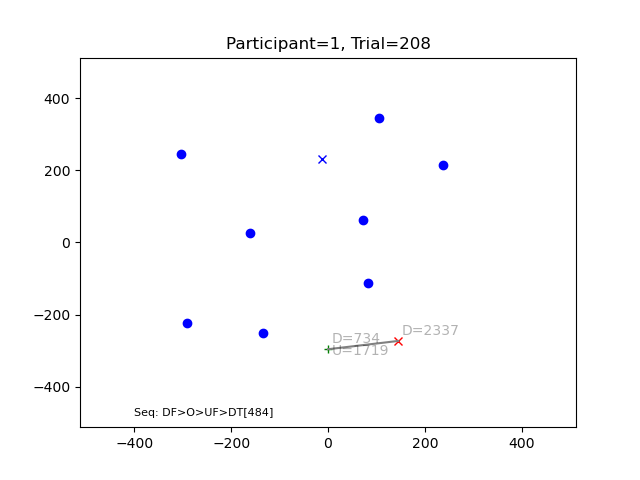 Participant=1, Trial=208
400
200
0
−200
−400
D=2337
D=734
U=1719
Seq: DF>O>UF>DT[484]
−400 −200 0 200 400